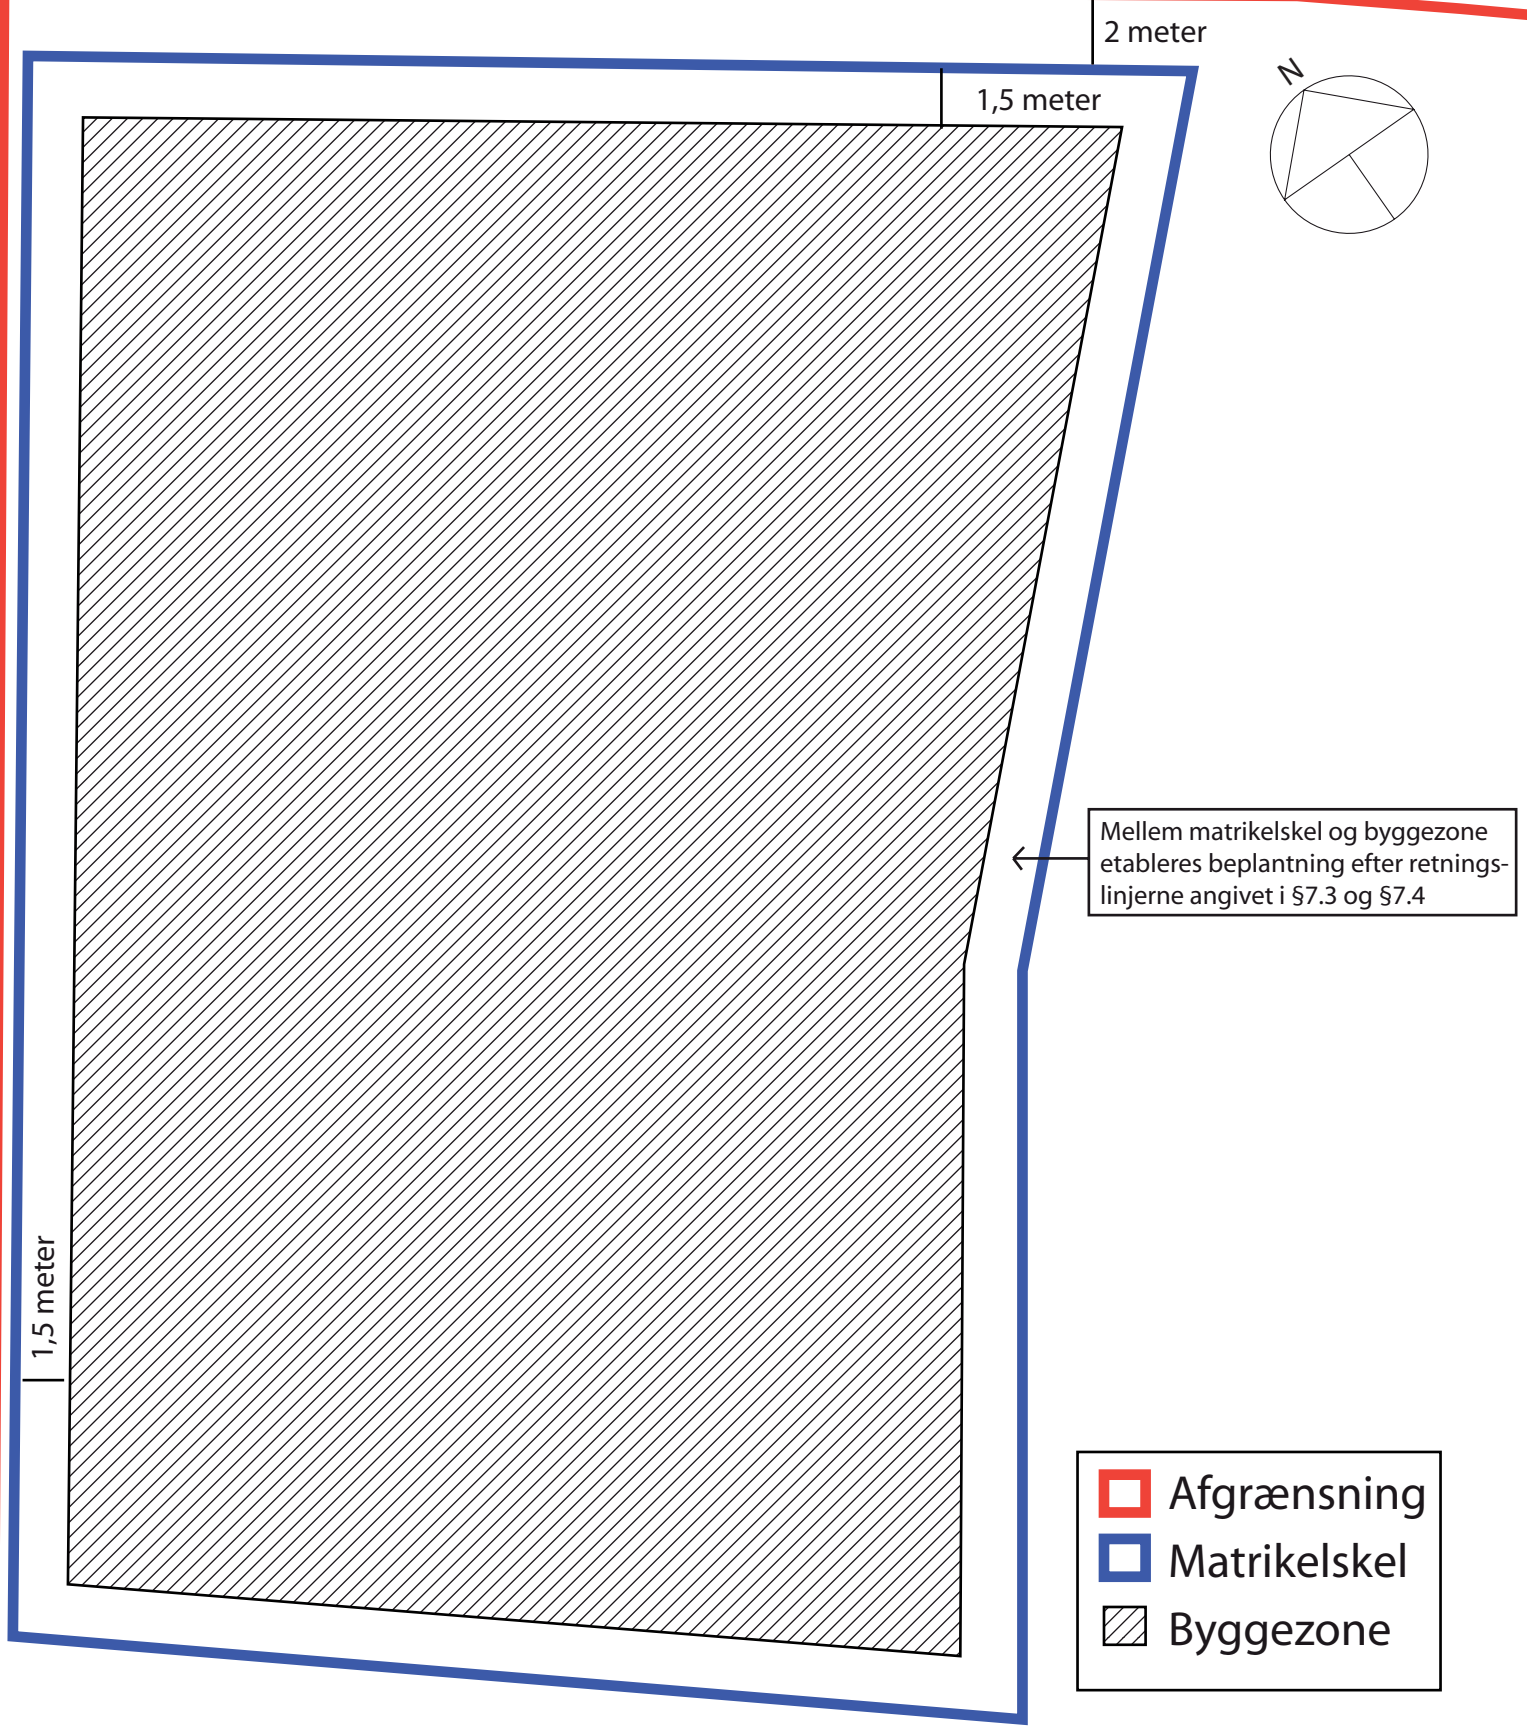 2 meter
N
1,5 meter
Mellem matrikelskel og byggezone
etableres beplantning efter retnings-
linjerne angivet i §7.3 og §7.4
1,5 meter
Afgrænsning
Matrikelskel
Byggezone